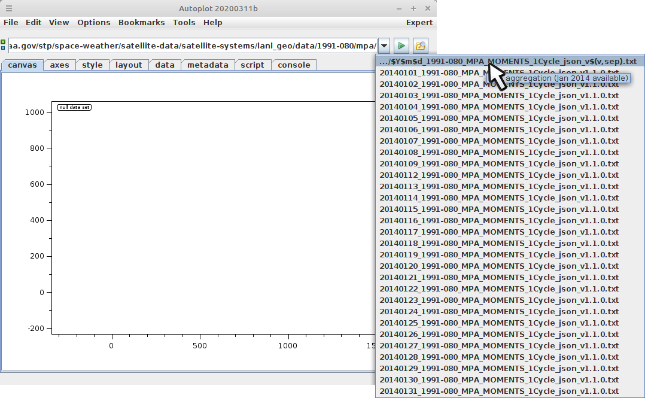 Autoplot 20200311b
File Edit View Options Bookmarks Tools Help Expert
aa.gov/stp/space-weather/satellite-data/satellite-systems/lanl_geo/data/1991-080/mpa/
canvas axes style layout data metadata script console
.../$Y$m$d_1991-080_MPA_MOMENTS_1Cycle_json_v$(v,sep).txt
aggregation (Jan 2014 available)
20140101_1991-080_MPA_MOMENTS_1Cycle_json_v1.1.0.txt
20140102_1991-080_MPA_MOMENTS_1Cycle_json_v1.1.0.txt
20140103_1991-080_MPA_MOMENTS_1Cycle_json_v1.1.0.txt
20140104_1991-080_MPA_MOMENTS_1Cycle_json_v1.1.0.txt
20140105_1991-080_MPA_MOMENTS_1Cycle_json_v1.1.0.txt
20140106_1991-080_MPA_MOMENTS_1Cycle_json_v1.1.0.txt
20140107_1991-080_MPA_MOMENTS_1Cycle_json_v1.1.0.txt
20140108_1991-080_MPA_MOMENTS_1Cycle_json_v1.1.0.txt
20140109_1991-080_MPA_MOMENTS_1Cycle_json_v1.1.0.txt
20140112_1991-080_MPA_MOMENTS_1Cycle_json_v1.1.0.txt
20140113_1991-080_MPA_MOMENTS_1Cycle_json_v1.1.0.txt
20140114_1991-080_MPA_MOMENTS_1Cycle_json_v1.1.0.txt
20140115_1991-080_MPA_MOMENTS_1Cycle_json_v1.1.0.txt
20140116_1991-080_MPA_MOMENTS_1Cycle_json_v1.1.0.txt
20140117_1991-080_MPA_MOMENTS_1Cycle_json_v1.1.0.txt
20140118_1991-080_MPA_MOMENTS_1Cycle_json_v1.1.0.txt
20140119_1991-080_MPA_MOMENTS_1Cycle_json_v1.1.0.txt
20140120_1991-080_MPA_MOMENTS_1Cycle_json_v1.1.0.txt
20140121_1991-080_MPA_MOMENTS_1Cycle_json_v1.1.0.txt
20140122_1991-080_MPA_MOMENTS_1Cycle_json_v1.1.0.txt
20140123_1991-080_MPA_MOMENTS_1Cycle_json_v1.1.0.txt
20140124_1991-080_MPA_MOMENTS_1Cycle_json_v1.1.0.txt
20140125_1991-080_MPA_MOMENTS_1Cycle_json_v1.1.0.txt
20140126_1991-080_MPA_MOMENTS_1Cycle_json_v1.1.0.txt
20140127_1991-080_MPA_MOMENTS_1Cycle_json_v1.1.0.txt
20140128_1991-080_MPA_MOMENTS_1Cycle_json_v1.1.0.txt
20140129_1991-080_MPA_MOMENTS_1Cycle_json_v1.1.0.txt
20140130_1991-080_MPA_MOMENTS_1Cycle_json_v1.1.0.txt
20140131_1991-080_MPA_MOMENTS_1Cycle_json_v1.1.0.txt
null data set
1000
800
600
400
200
0
-200
0 500 1000